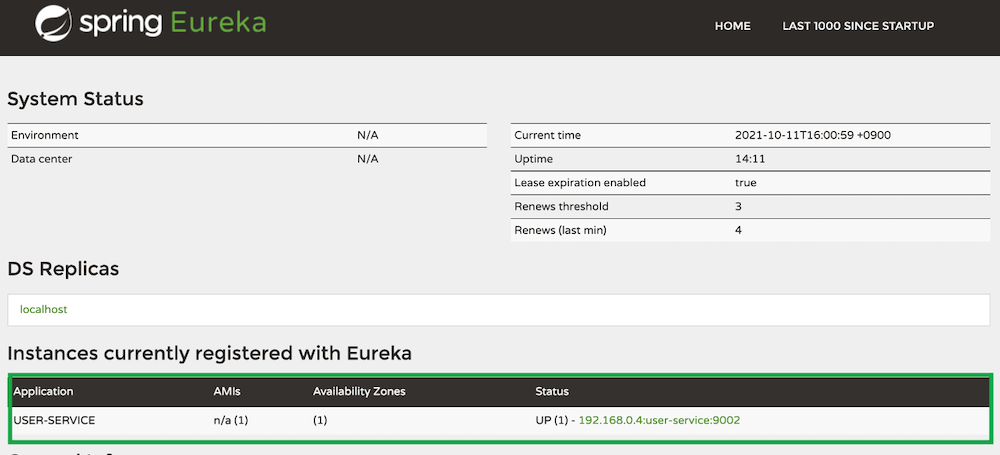 spring Eureka
HOME LAST 1000 SINCE STARTUP
System Status
Environment N/A
Data center N/A
Current time 2021-10-11T16:00:59 +0900
Uptime 14:11
Lease expiration enabled true
Renews threshold 3
Renews (last min) 4
DS Replicas
localhost
Instances currently registered with Eureka
Application AMIs Availability Zones Status
USER-SERVICE n/a (1) (1) UP (1) - 192.168.0.4:user-service:9002